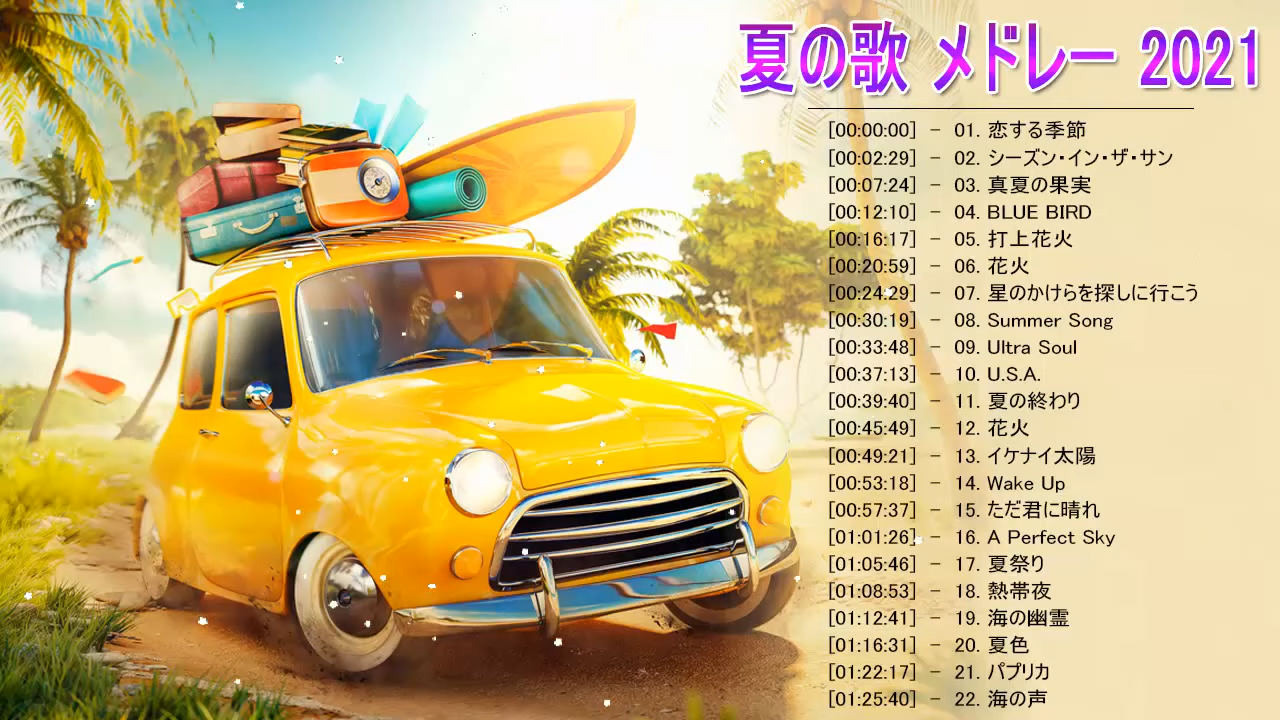 夏の歌 メドレー 2021
[00:00:00] - 01. 恋する季節
[00:02:29] - 02. シーズン・イン・ザ・サン
[00:07:24] - 03. 真夏の果実
[00:12:10] - 04. BLUE BIRD
[00:16:17] - 05. 打上花火
[00:20:59] - 06. 花火
[00:24:29] - 07. 星のかけらを探しに行こう
[00:30:19] - 08. Summer Song
[00:33:48] - 09. Ultra Soul
[00:37:13] - 10. U.S.A.
[00:39:40] - 11. 夏の終わり
[00:45:49] - 12. 花火
[00:49:21] - 13. イケナイ太陽
[00:53:18] - 14. Wake Up
[00:57:37] - 15. ただ君に晴れ
[01:01:26] - 16. A Perfect Sky
[01:05:46] - 17. 夏祭り
[01:08:53] - 18. 熱帯夜
[01:12:41] - 19. 海の幽霊
[01:16:31] - 20. 夏色
[01:22:17] - 21. パプリカ
[01:25:40] - 22. 海の声